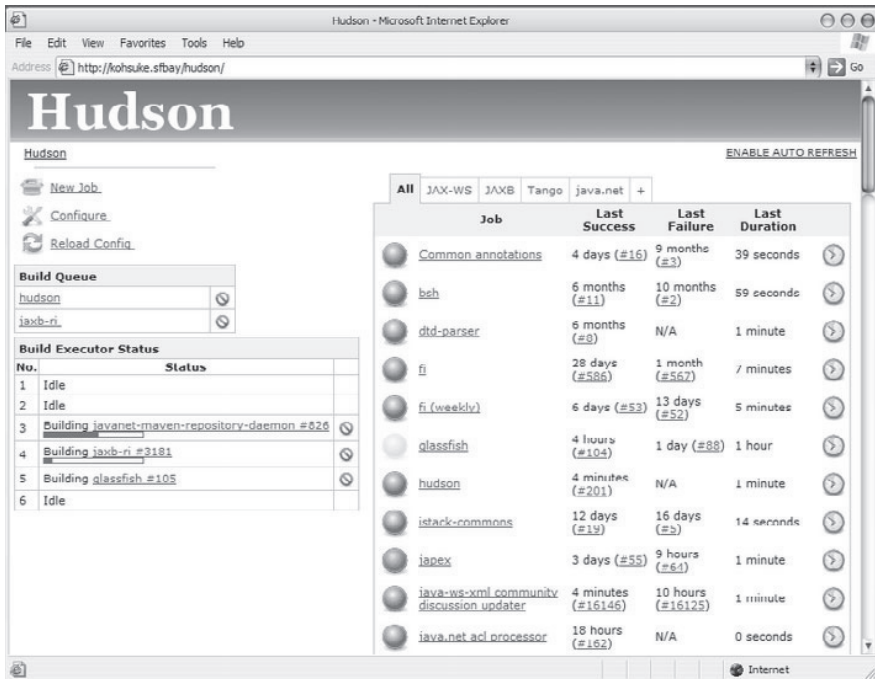 Hudson - Microsoft Internet Explorer
File Edit View Favorites Tools Help
Address http://kohsuke.sfbay/hudson/ Go
Hudson
Hudson
ENABLE AUTO REFRESH
New Job
Configure
Reload Config
Build Queue
hudson
jaxb-ri
Build Executor Status
No. Status
1 Idle
2 Idle
3 Building javanet-maven-repository-daemon #826
4 Building jaxb-ri #3181
5 Building glassfish #105
6 Idle
All JAX-WS JAXB Tango java.net +
Job Last Success Last Failure Last Duration
Common annotations 4 days (#16) 9 months (#3) 39 seconds
bsh 6 months (#11) 10 months (#2) 59 seconds
dtd-parser 6 months (#8) N/A 1 minute
fi 28 days (#586) 1 month (#567) 7 minutes
fi (weekly) 6 days (#53) 13 days (#52) 5 minutes
glassfish 4 hours (#104) 1 day (#88) 1 hour
hudson 4 minutes (#201) N/A 1 minute
istack-commons 12 days (#19) 16 days (#5) 14 seconds
japex 3 days (#55) 9 hours (#64) 1 minute
java-ws-xml community discussion updater 4 minutes (#16146) 10 hours (#16125) 1 minute
java.net acl processor 18 hours (#162) N/A 0 seconds
Internet